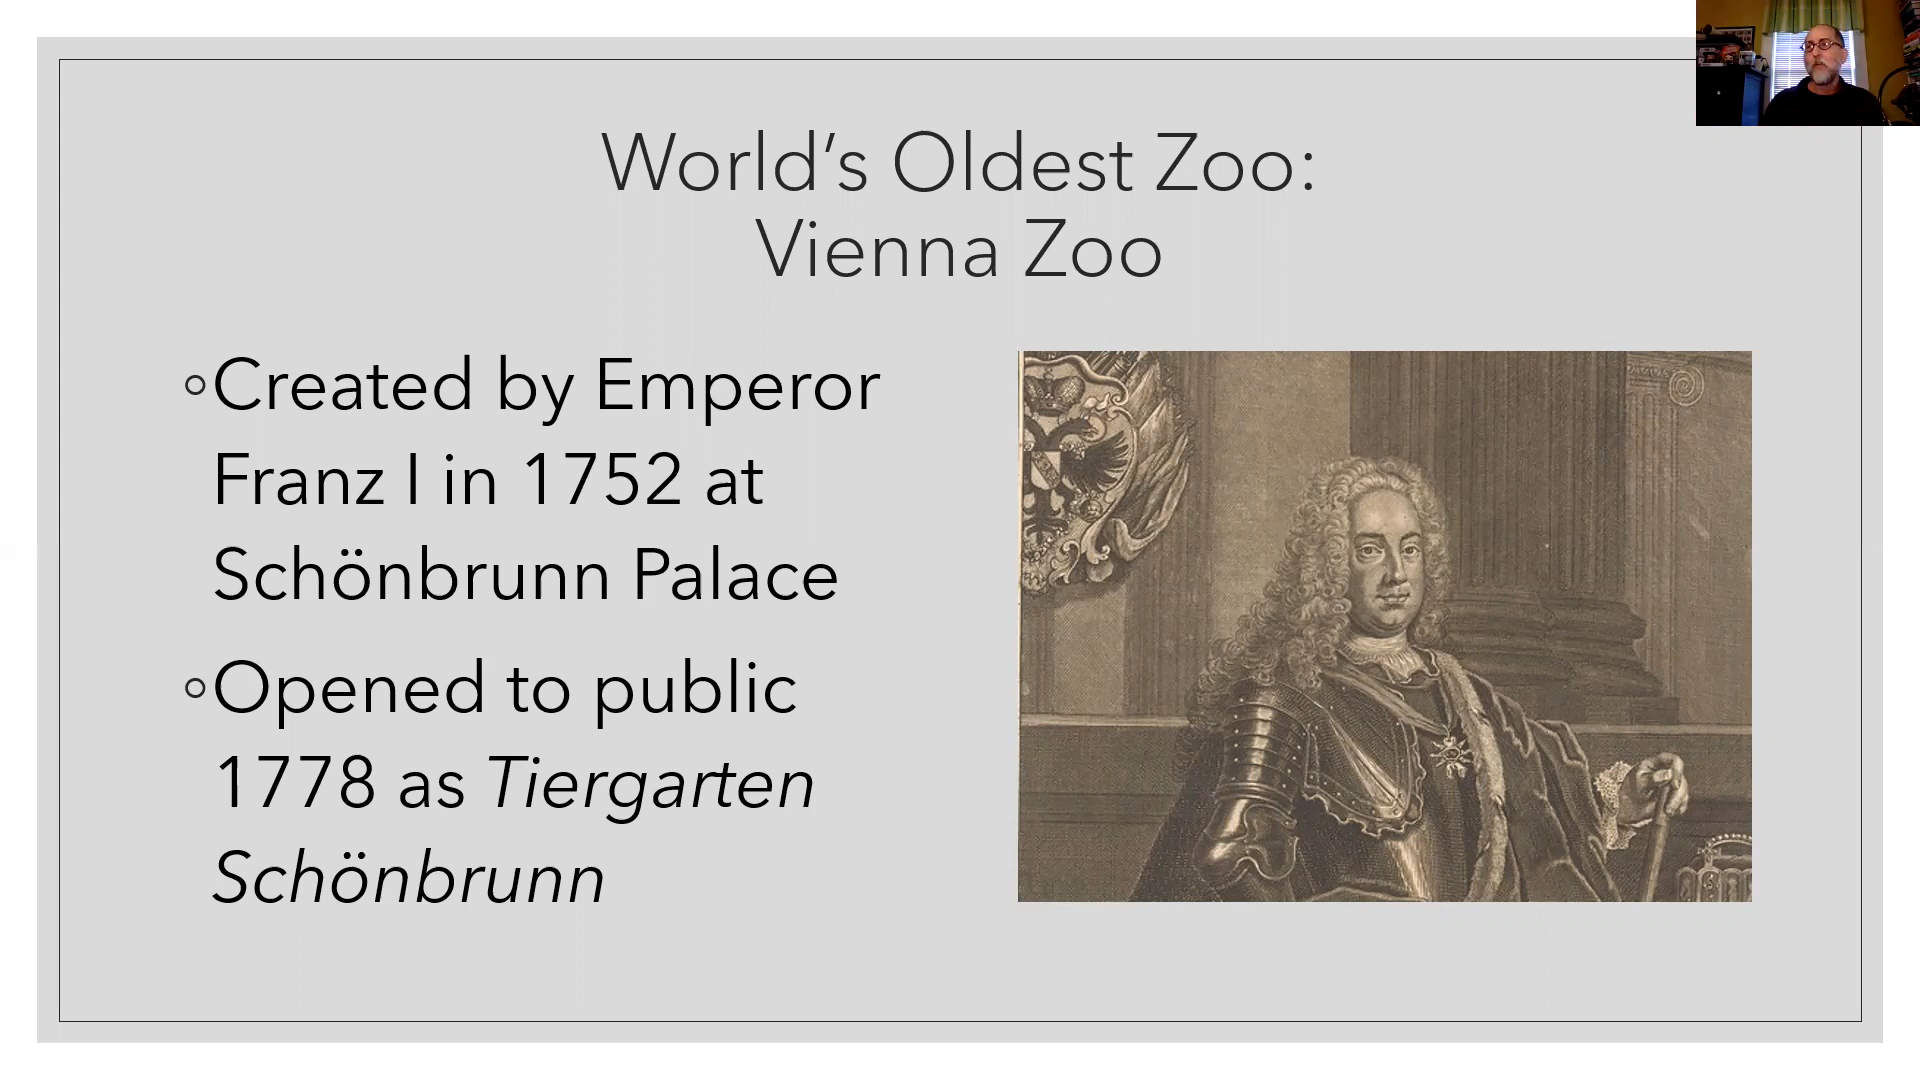 World’s Oldest Zoo:
Vienna Zoo
◦Created by Emperor
Franz I in 1752 at
Schönbrunn Palace
◦Opened to public
1778 as Tiergarten
Schönbrunn